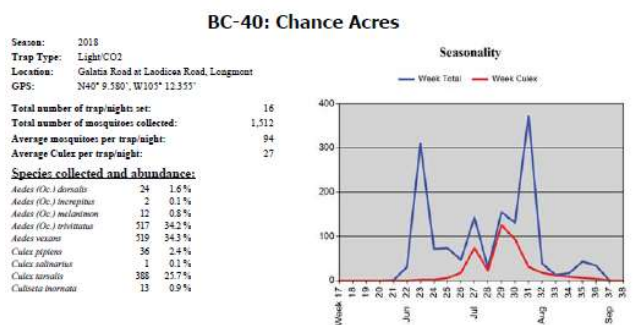 BC-40: Chance Acres
Season: 2018
Trap Type: Light/CO2
Location: Galatia Road at Laodicea Road, Longmont
GPS: N40° 9.580', W105° 12.355'
Total number of trap/nights set: 16
Total number of mosquitoes collected: 1,512
Average mosquitoes per trap/night: 94
Average Culex per trap/night: 27
Species collected and abundance:
Aedes (Oc.) dorsalis 24 1.6%
Aedes (Oc.) increpitus 2 0.1%
Aedes (Oc.) melanimon 12 0.8%
Aedes (Oc.) trivittatus 517 34.2%
Aedes vexans 519 34.3%
Culex pipiens 36 2.4%
Culex salinarius 1 0.1%
Culex tarsalis 388 25.7%
Culiseta inornata 13 0.9%
Seasonality
Week Total Week Culex
400
300
200
100
0
Week 17 18 19 20 21 22 23 24 25 26 27 28 29 30 31 32 33 34 35 36 37 38
Jun Jul Aug Sep